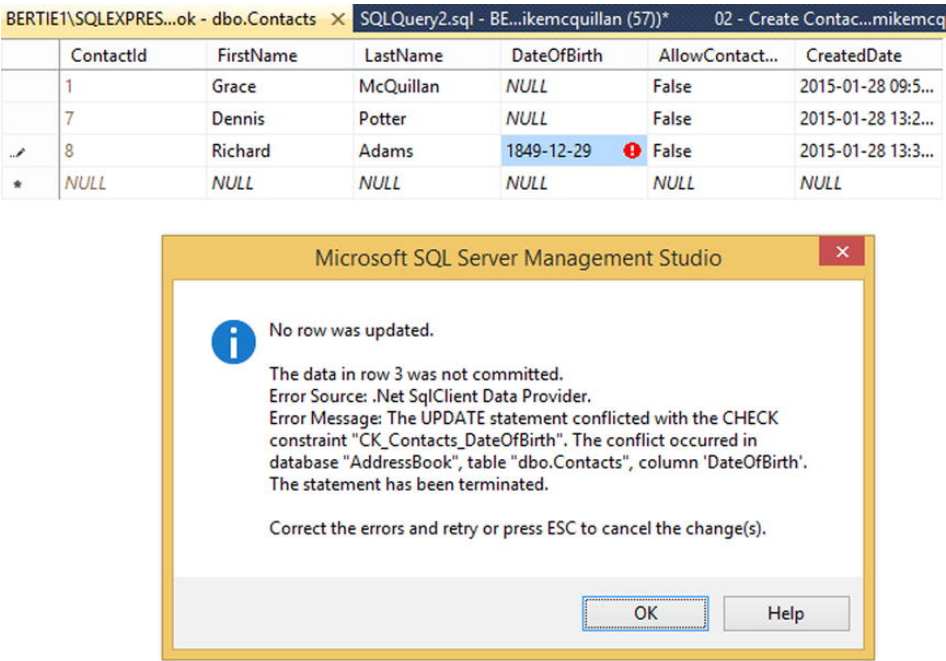 BERTIE1\SQLEXPRES...ok - dbo.Contacts SQLQuery2.sql - BE...ikemcquillan (57))* 02 - Create Contac...mikemcq
ContactId FirstName LastName DateOfBirth AllowContact... CreatedDate
1 Grace McQuillan NULL False 2015-01-28 09:5...
7 Dennis Potter NULL False 2015-01-28 13:2...
8 Richard Adams 1849-12-29 False 2015-01-28 13:3...
NULL NULL NULL NULL NULL NULL
Microsoft SQL Server Management Studio
No row was updated.
The data in row 3 was not committed.
Error Source: .Net SqlClient Data Provider.
Error Message: The UPDATE statement conflicted with the CHECK
constraint "CK_Contacts_DateOfBirth". The conflict occurred in
database "AddressBook", table "dbo.Contacts", column 'DateOfBirth'.
The statement has been terminated.
Correct the errors and retry or press ESC to cancel the change(s).
OK Help